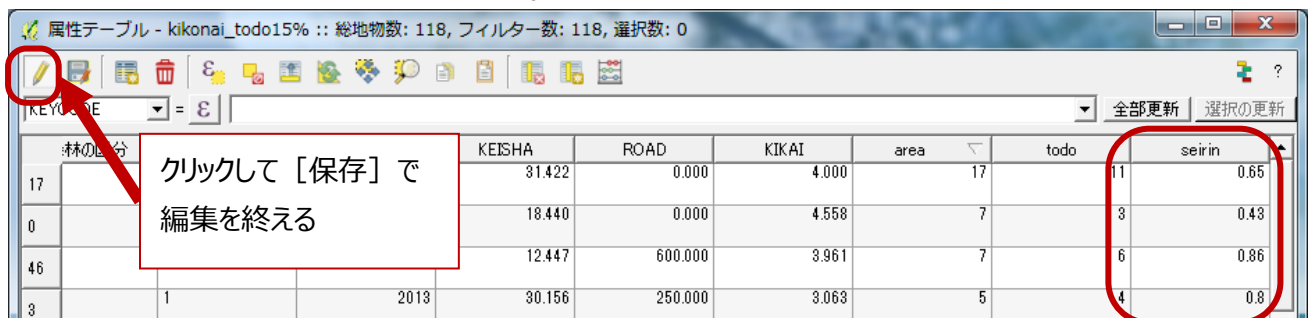 属性テーブル - kikonai_todo15% :: 総地物数: 118, フィルター数: 118, 選択数: 0
?
= ε 全部更新 選択の更新
林の区分 KEISHA ROAD KIKAI area todo seirin
17 31.422 0.000 4.000 17 11 0.65
0 18.440 0.000 4.558 7 3 0.43
46 12.447 600.000 3.961 7 6 0.86
3 1 2013 30.156 250.000 3.063 5 4 0.8
クリックして［保存］で
編集を終える